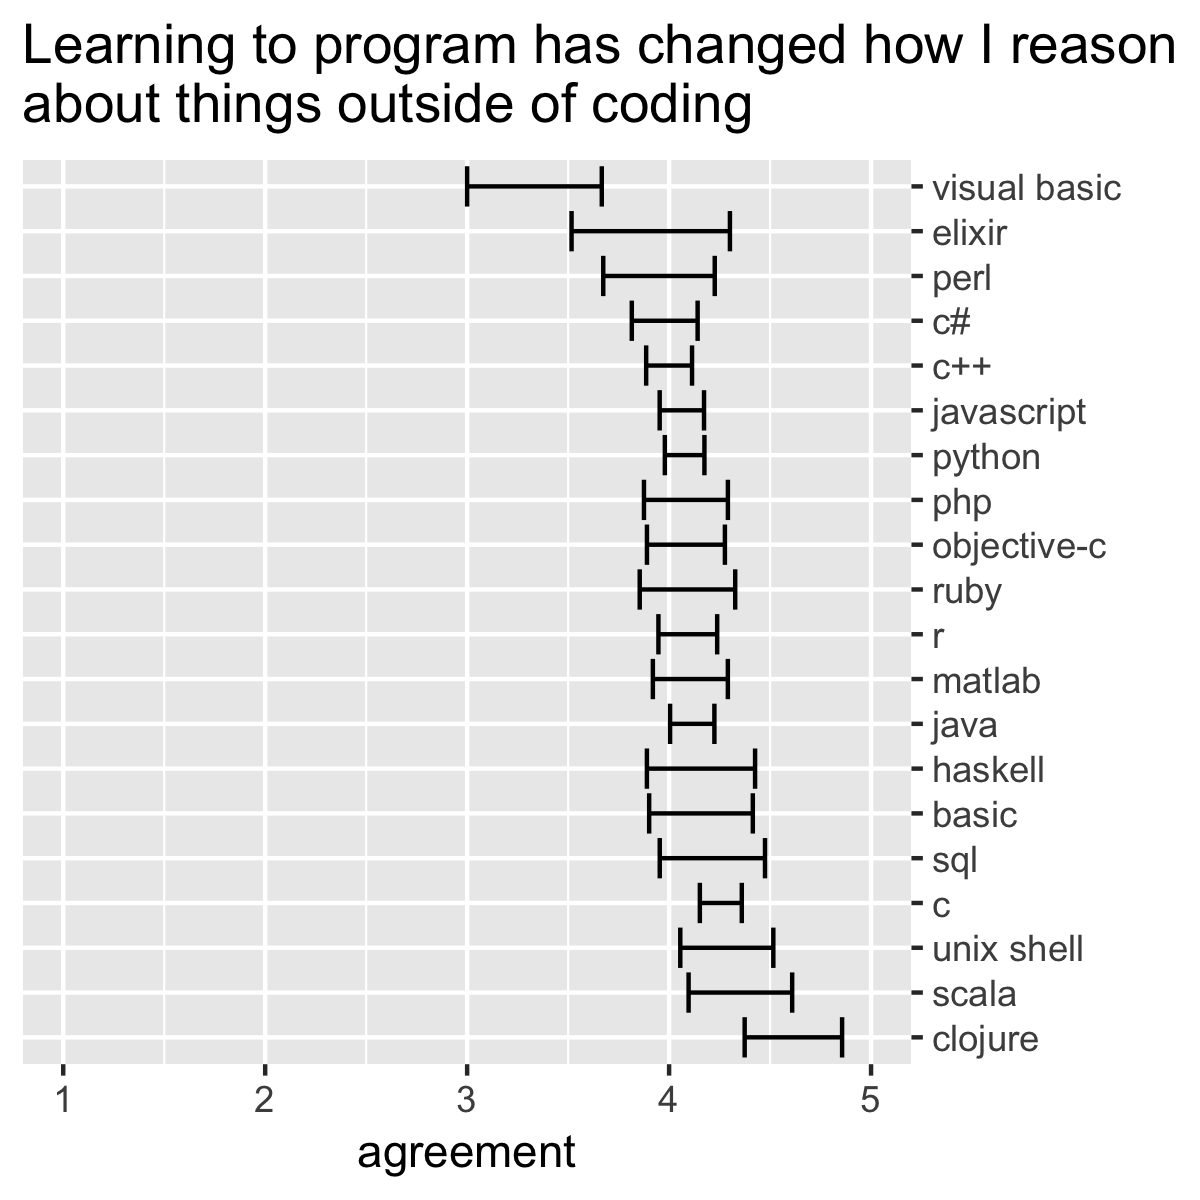 Learning to program has changed how I reason
about things outside of coding
visual basic
elixir
perl
c#
c++
javascript
python
php
objective-c
ruby
r
matlab
java
haskell
basic
sql
c
unix shell
scala
clojure
1 2 3 4 5
agreement